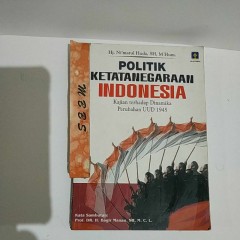 Hj. Ni'matul Huda, SH, M Hum
POLITIK
KETATANEGARAAN
INDONESIA
Kajian terhadap Dinamika
Perubahan UUD 1945
Kata Sambutan
Prof. DR. H. Bagir Manan, SH, M. C. L.